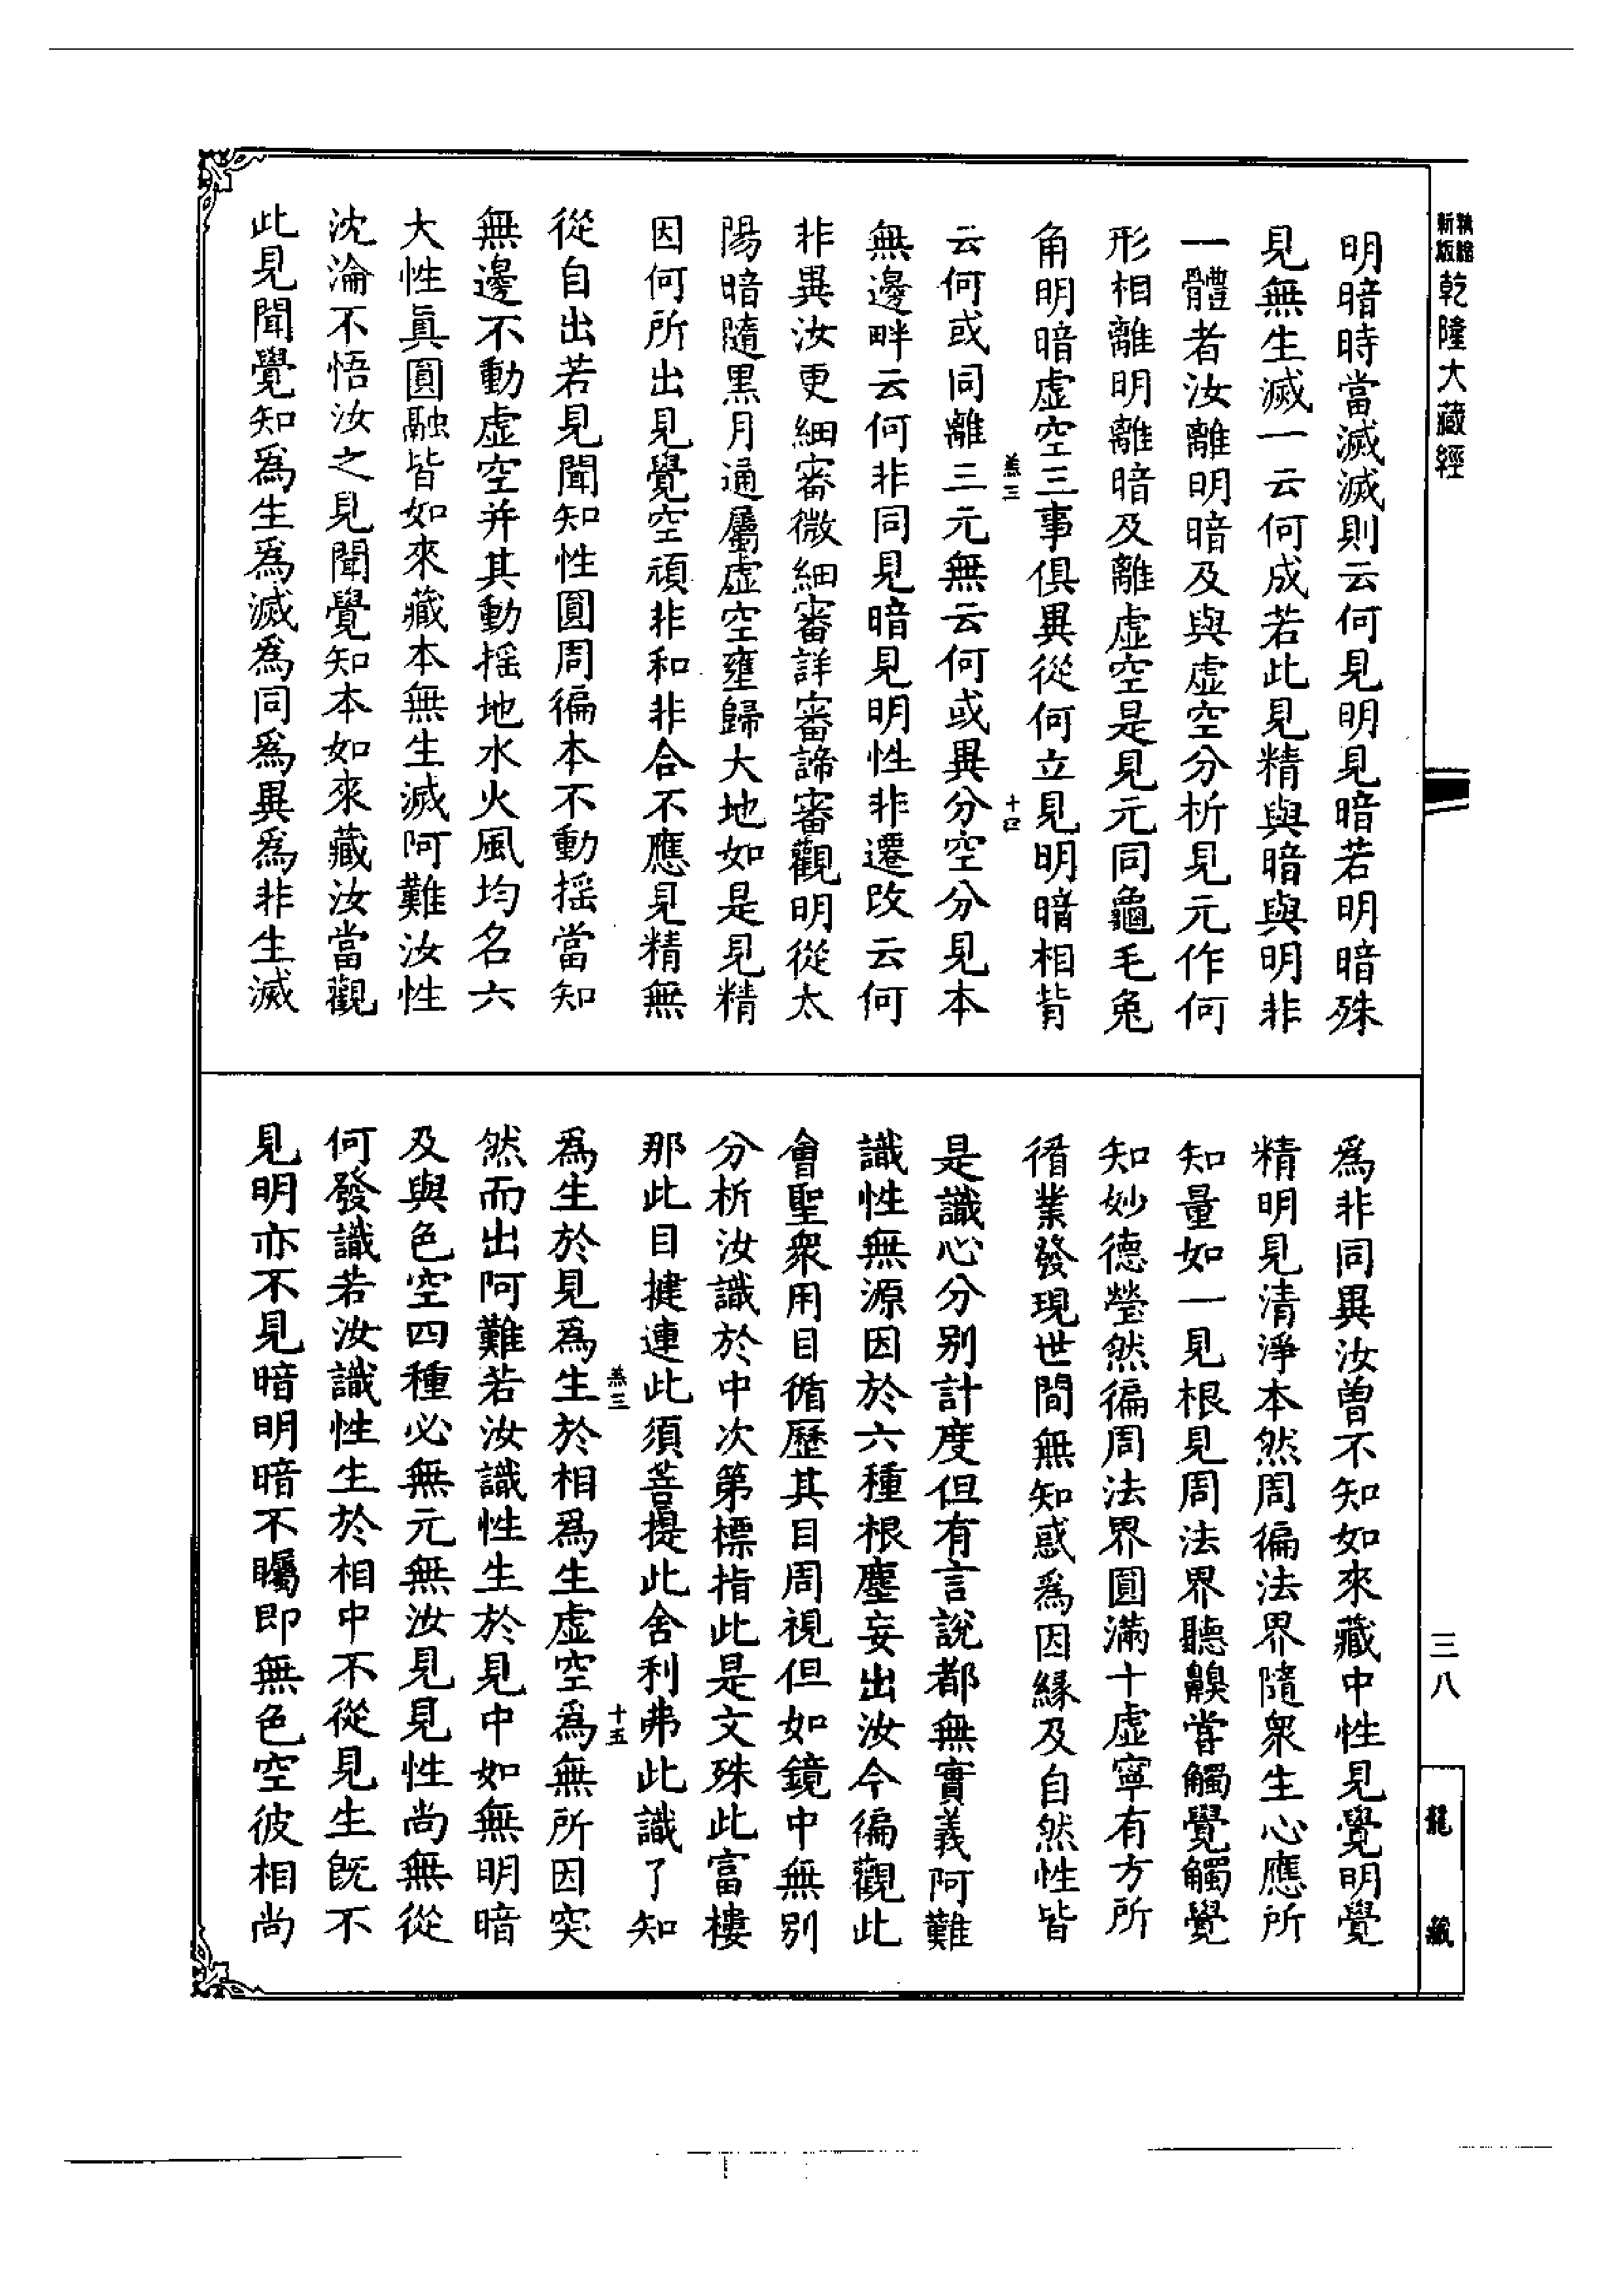 新版精縮乾隆大藏經
明暗時當滅滅則云何見明見暗若明暗殊
見無生滅一云何成若此見精與暗與明非
一體者汝離明暗及與虛空分析見元作何
形相離明離暗及離虛空是見元同龜毛兔
角明暗虛空三事俱異從何立見明暗相背
云何或同離三元無云何或異分空分見本
無邊畔云何非同見暗見明性非遷改云何
非異汝更細審微細審詳審諦審觀明從太
陽暗隨黑月通屬虛空壅歸大地如是見精
因何所出見覺空頑非和非合不應見精無
從自出若見聞知性圓周徧本不動搖當知
無邊不動虛空并其動搖地水火風均名六
大性真圓融皆如來藏本無生滅阿難汝性
沈淪不悟汝之見聞覺知本如來藏汝當觀
此見聞覺知為生為滅為同為異為非生滅
三八
龍藏
為非同異汝曾不知如來藏中性見覺明覺
精明見清淨本然周徧法界隨眾生心應所
知量如一見根見周法界聽齅嘗觸覺觸覺
知妙德瑩然徧周法界圓滿十虛寧有方所
循業發現世間無知惑為因緣及自然性皆
是識心分別計度但有言說都無實義阿難
識性無源因於六種根塵妄出汝今徧觀此
會聖眾用目循歷其目周視但如鏡中無別
分析汝識於中次第標指此是文殊此富樓
那此目揵連此須菩提此舍利弗此識了知
為生於見為生於相為生虛空為無所因突
然而出阿難若汝識性生於見中如無明暗
及與色空四種必無元無汝見見性尚無從
何發識若汝識性生於相中不從見生既不
見明亦不見暗明暗不矚即無色空彼相尚